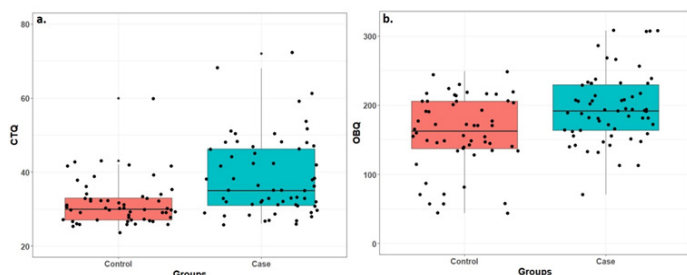 a.
CTQ
80
60
40
20
Control
Case
Groups
b.
OBQ
300
200
100
0
Control
Case
Groups